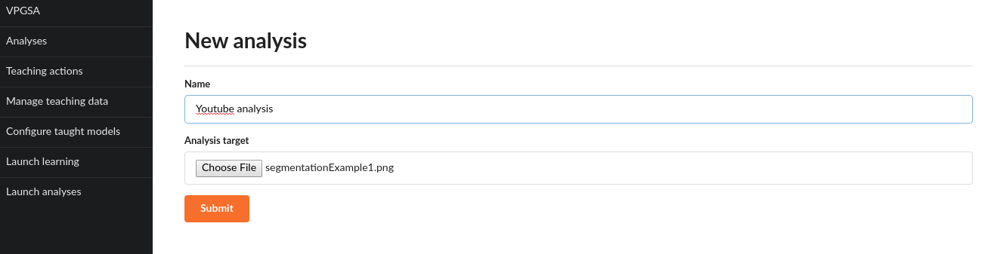 VPGSA
Analyses
Teaching actions
Manage teaching data
Configure taught models
Launch learning
Launch analyses
New analysis
Name
Youtube analysis
Analysis target
Choose File segmentationExample1.png
Submit